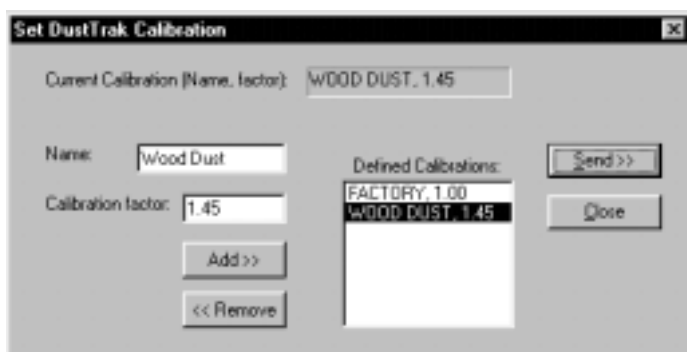 Set DustTrak Calibration
Current Calibration (Name, factor): WOOD DUST, 1.45
Name: Wood Dust
Calibration factor: 1.45
Add >>
<< Remove
Defined Calibrations:
FACTORY, 1.00
WOOD DUST, 1.45
Send >>
Close